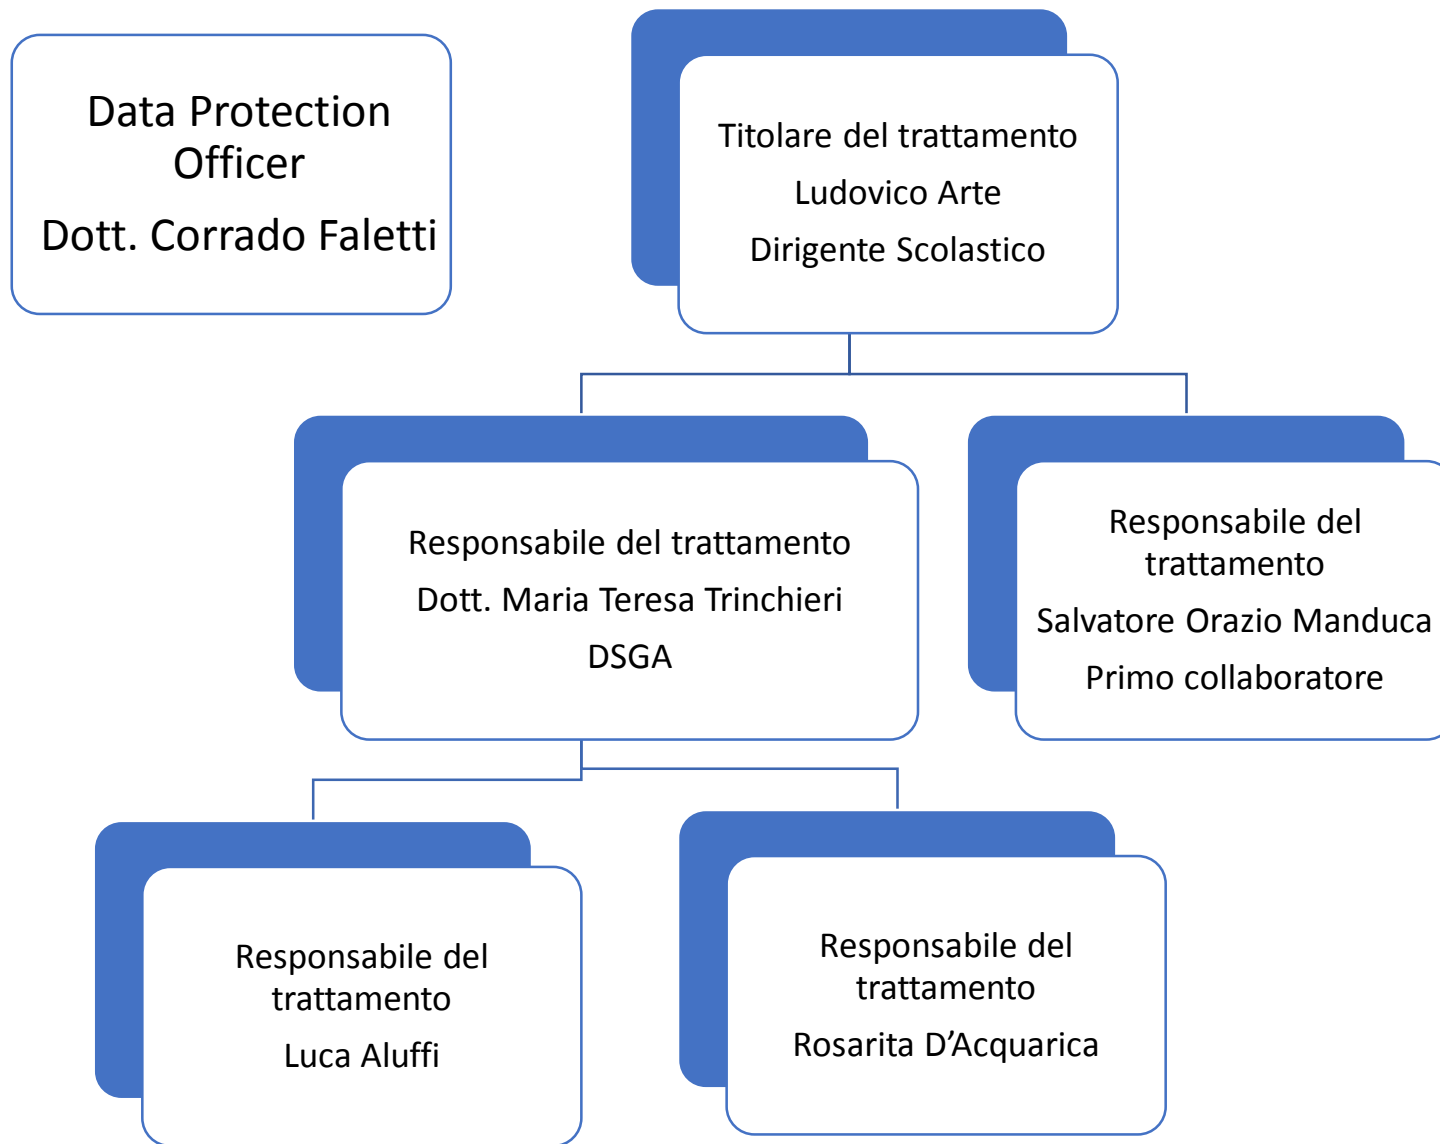 Data Protection
Officer
Dott. Corrado Faletti
Titolare del trattamento
Ludovico Arte
Dirigente Scolastico
Responsabile del trattamento
Dott. Maria Teresa Trinchieri
DSGA
Responsabile del
trattamento
Salvatore Orazio Manduca
Primo collaboratore
Responsabile del
trattamento
Luca Aluffi
Responsabile del
trattamento
Rosarita D’Acquarica